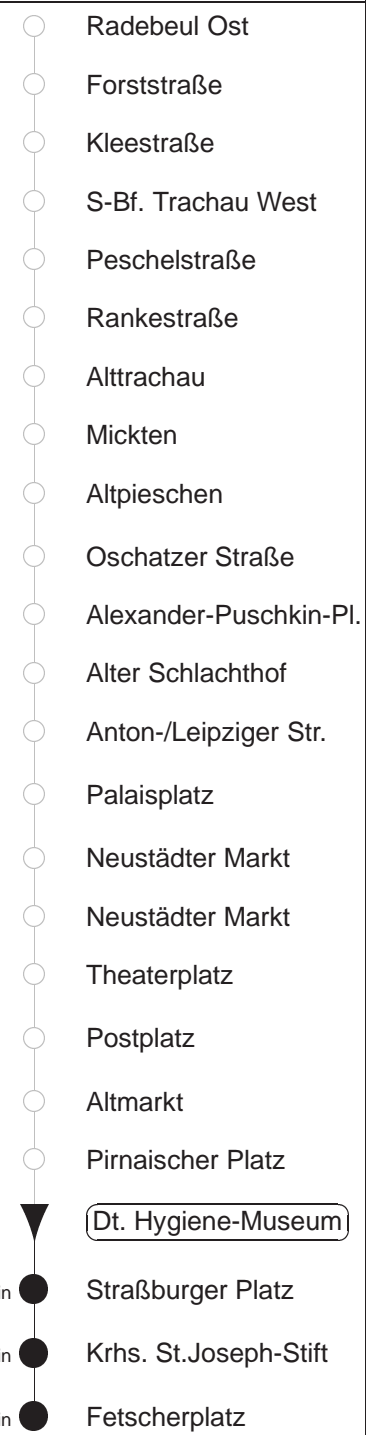 Radebeul Ost
Forststraße
Kleestraße
S-Bf. Trachau West
Peschelstraße
Rankestraße
Alttrachau
Mickten
Altpieschen
Oschatzer Straße
Alexander-Puschkin-Pl.
Alter Schlachthof
Anton-/Leipziger Str.
Palaisplatz
Neustädter Markt
Neustädter Markt
Theaterplatz
Postplatz
Altmarkt
Pirnaischer Platz
Dt. Hygiene-Museum
Straßburger Platz
Krhs. St.Joseph-Stift
Fetscherplatz